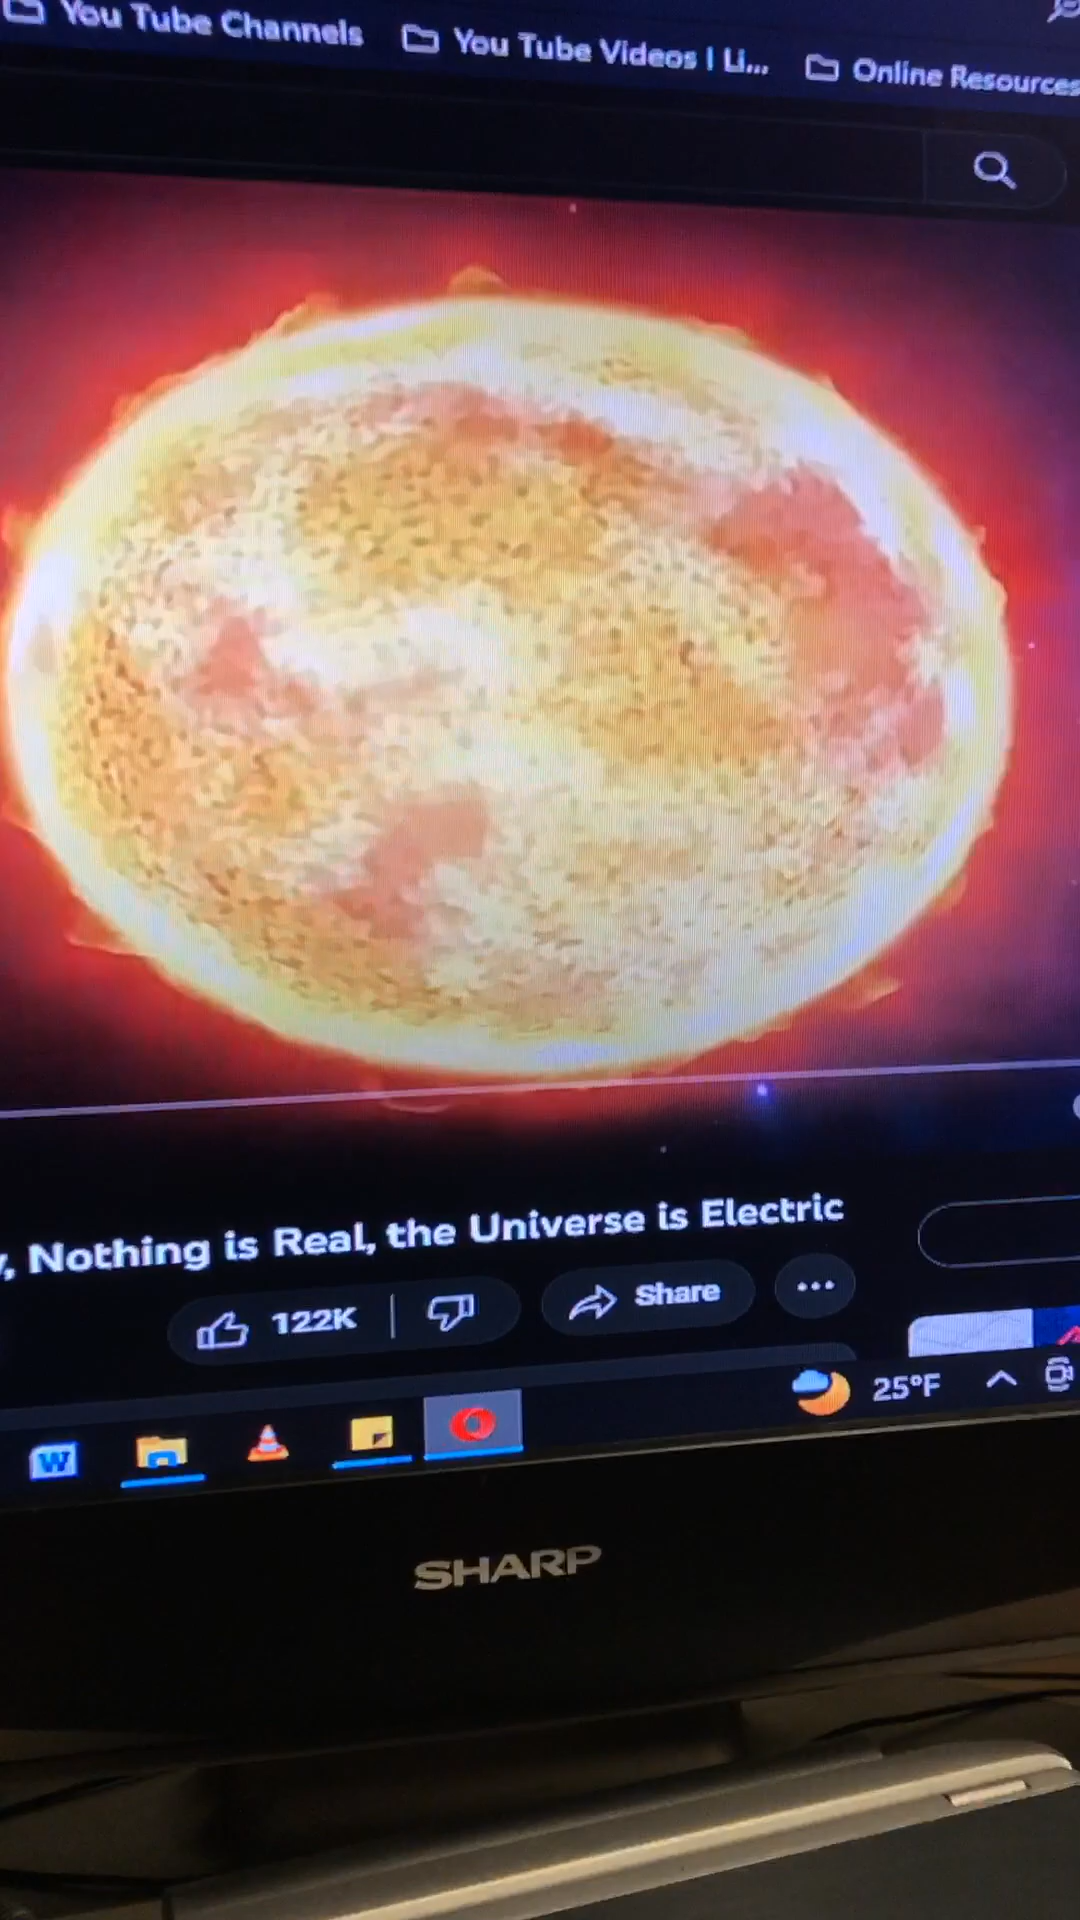 You Tube Channels
You Tube Videos | Li...
Online Resources
, Nothing is Real, the Universe is Electric
122K
Share
25°F
W
SHARP